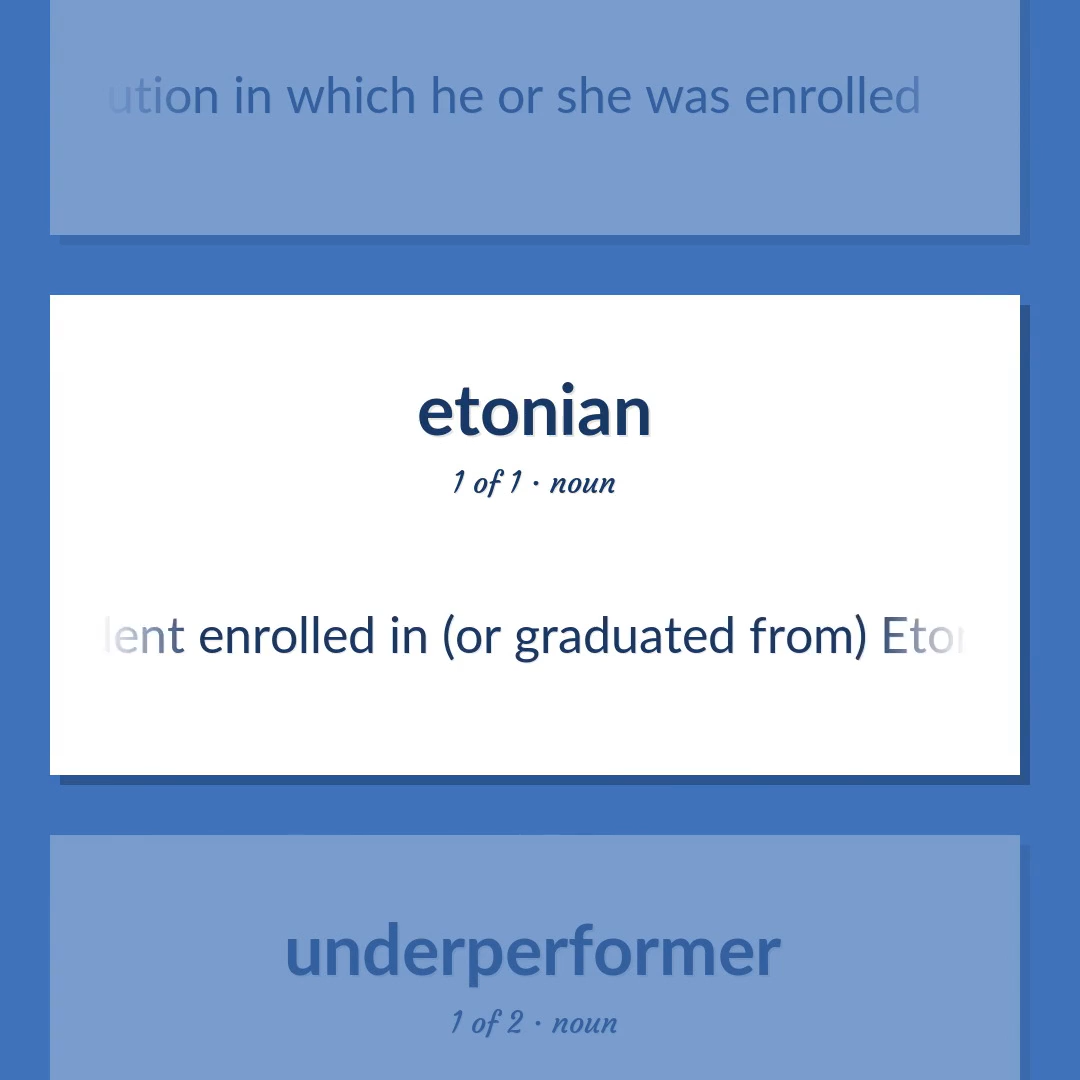 ution in which he or she was enrolled
etonian
1 of 1 · noun
lent enrolled in (or graduated from) Eton
underperformer
1 of 2 · noun